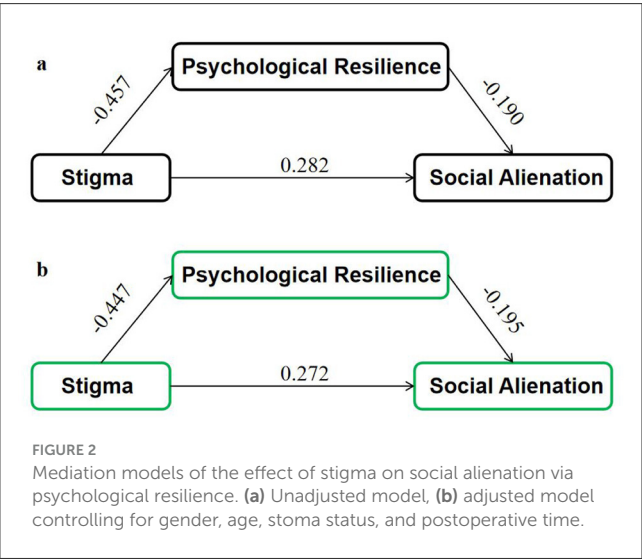 a
Psychological Resilience
-0.457
-0.190
Stigma
0.282
Social Alienation
b
Psychological Resilience
-0.447
-0.195
Stigma
0.272
Social Alienation
FIGURE 2
Mediation models of the effect of stigma on social alienation via
psychological resilience. (a) Unadjusted model, (b) adjusted model
controlling for gender, age, stoma status, and postoperative time.